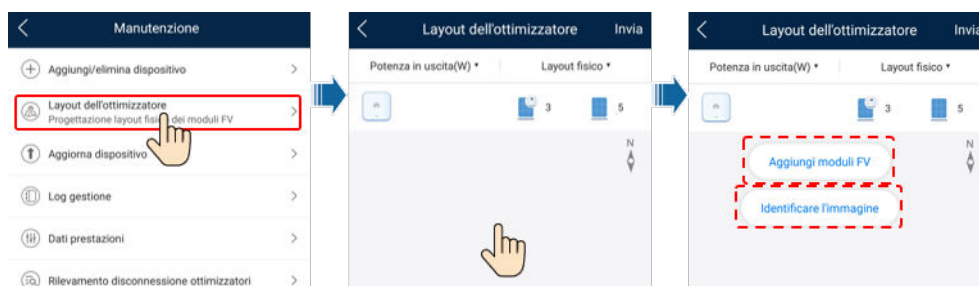 Manutenzione
Aggiungi/elimina dispositivo
Layout dell'ottimizzatore
Progettazione layout fisico dei moduli FV
Aggiorna dispositivo
Log gestione
Dati prestazioni
Rilevamento disconnessione ottimizzatori
Layout dell'ottimizzatore Invia
Potenza in uscita(W) Layout fisico
3 5
N
Layout dell'ottimizzatore Invia
Potenza in uscita(W) Layout fisico
3 5
N
Aggiungi moduli FV
Identificare l'immagine